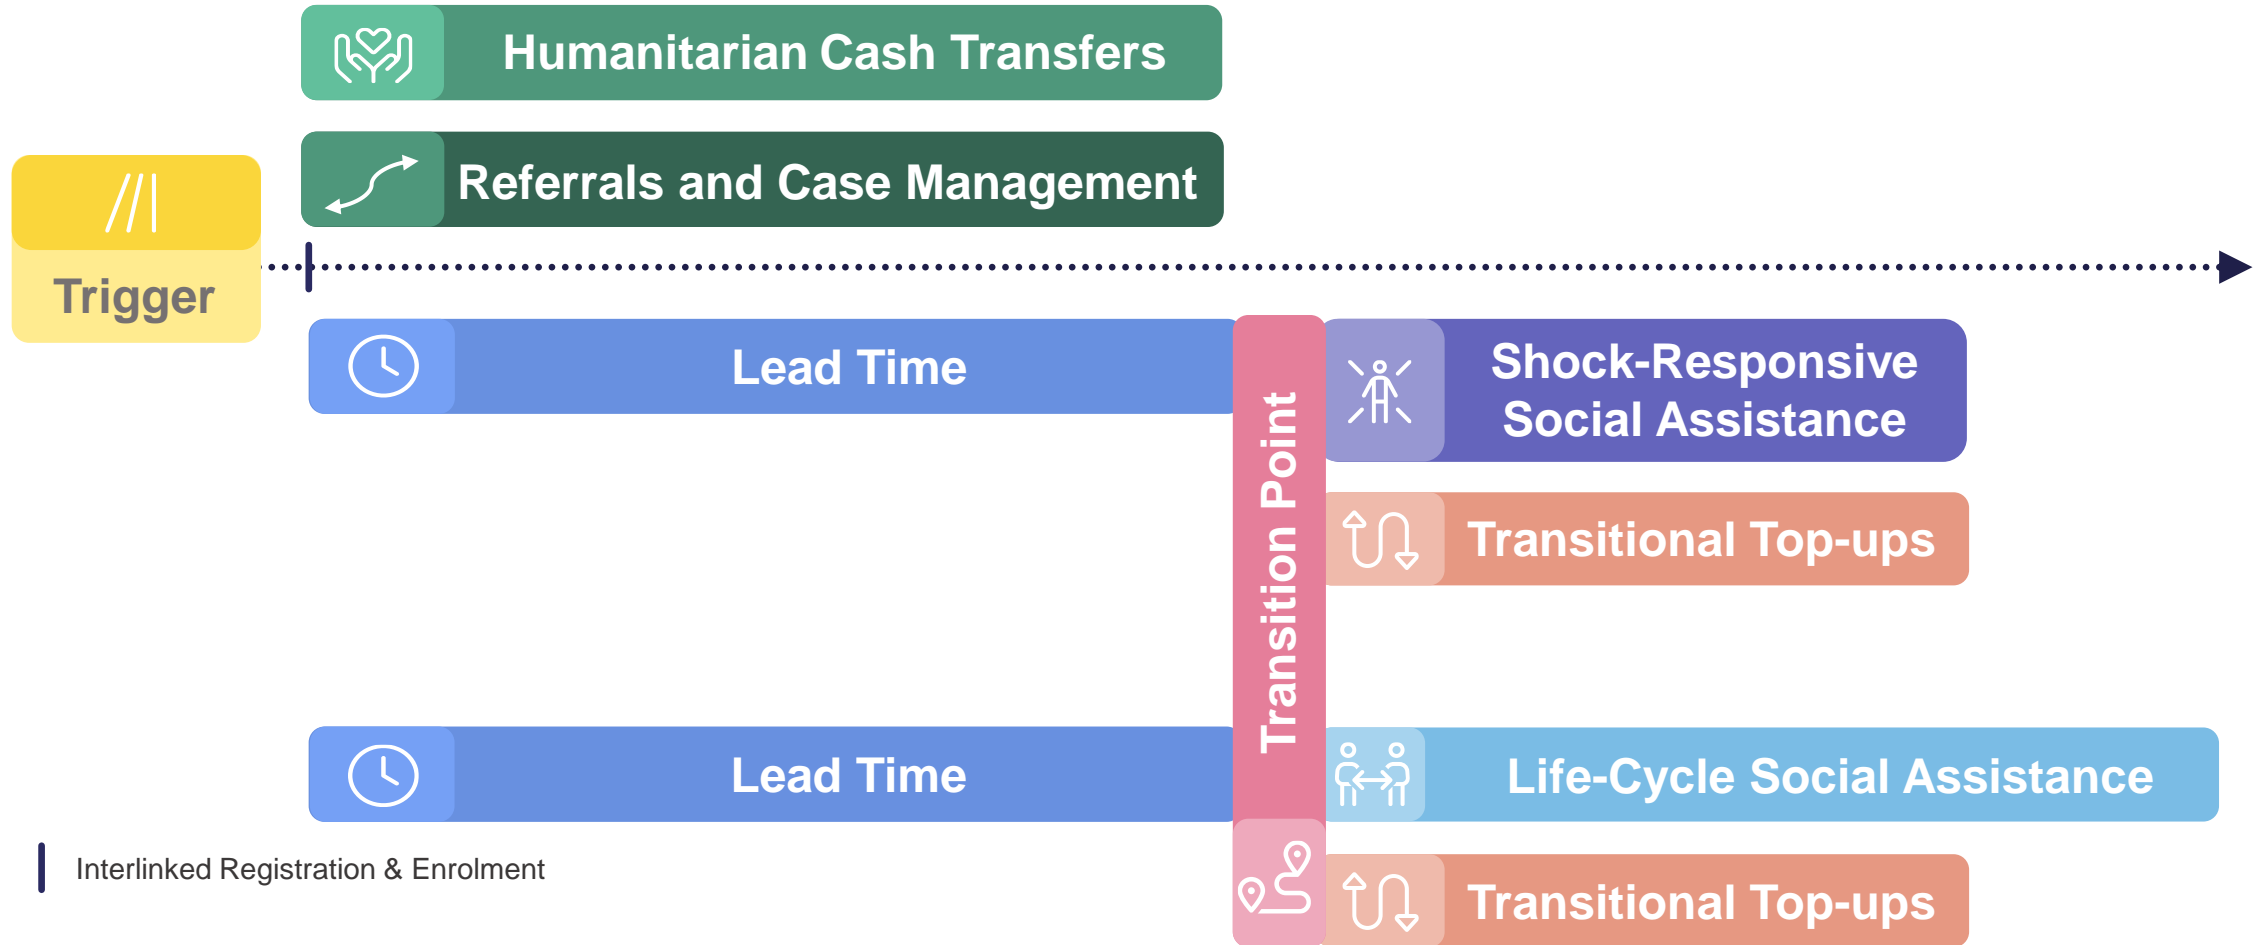 Humanitarian Cash Transfers
Referrals and Case Management
Trigger
Lead Time
Transition Point
Shock-Responsive
Social Assistance
Transitional Top-ups
Lead Time
Life-Cycle Social Assistance
Interlinked Registration & Enrolment
Transitional Top-ups